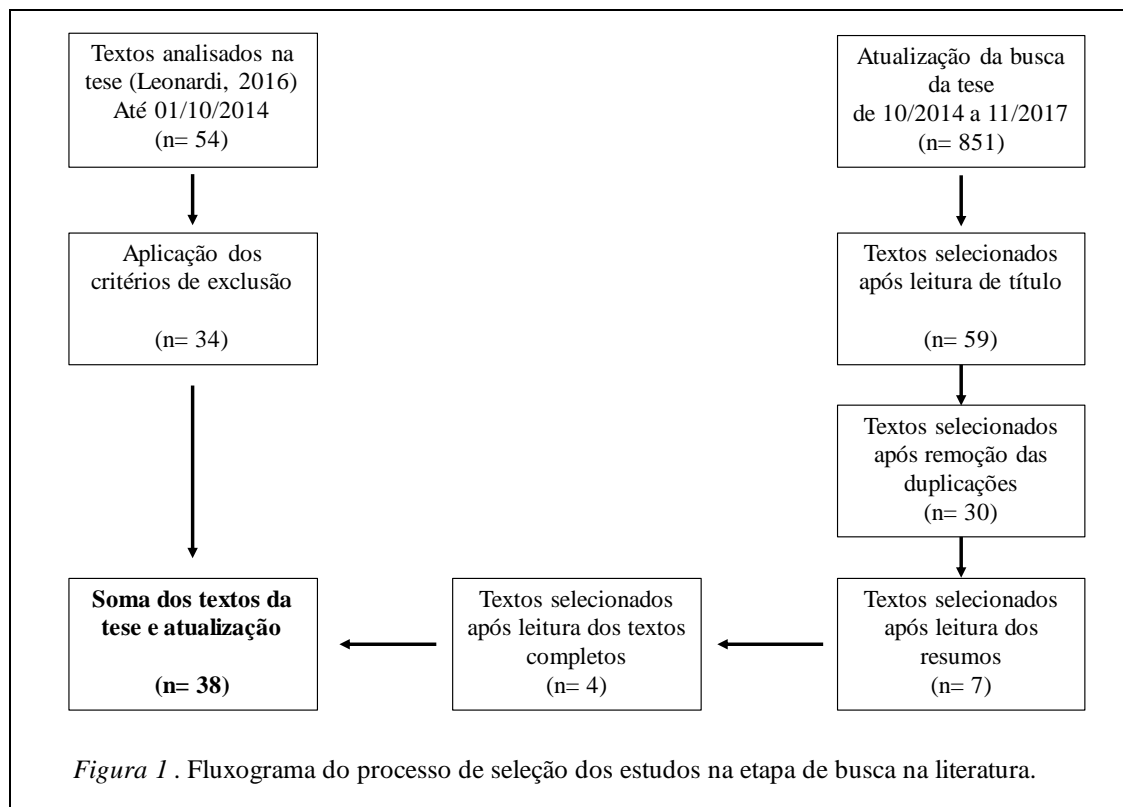 Textos analisados na
tese (Leonardi, 2016)
Até 01/10/2014
(n= 54)
Atualização da busca
da tese
de 10/2014 a 11/2017
(n= 851)
Aplicação dos
critérios de exclusão
(n= 34)
Textos selecionados
após leitura de título
(n= 59)
Textos selecionados
após remoção das
duplicações
(n= 30)
Soma dos textos da
tese e atualização
(n= 38)
Textos selecionados
após leitura dos textos
completos
(n= 4)
Textos selecionados
após leitura dos
resumos
(n= 7)
Figura 1 . Fluxograma do processo de seleção dos estudos na etapa de busca na literatura.